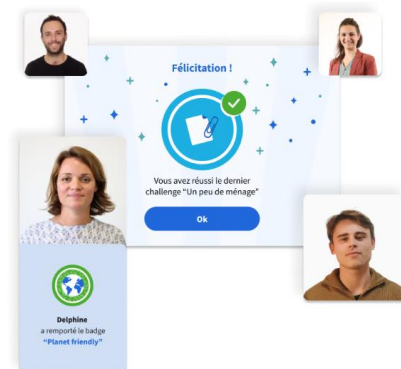 Félicitation !
Vous avez réussi le dernier
challenge “Un peu de ménage”
Ok
Delphine
a remporté le badge
“Planet friendly”